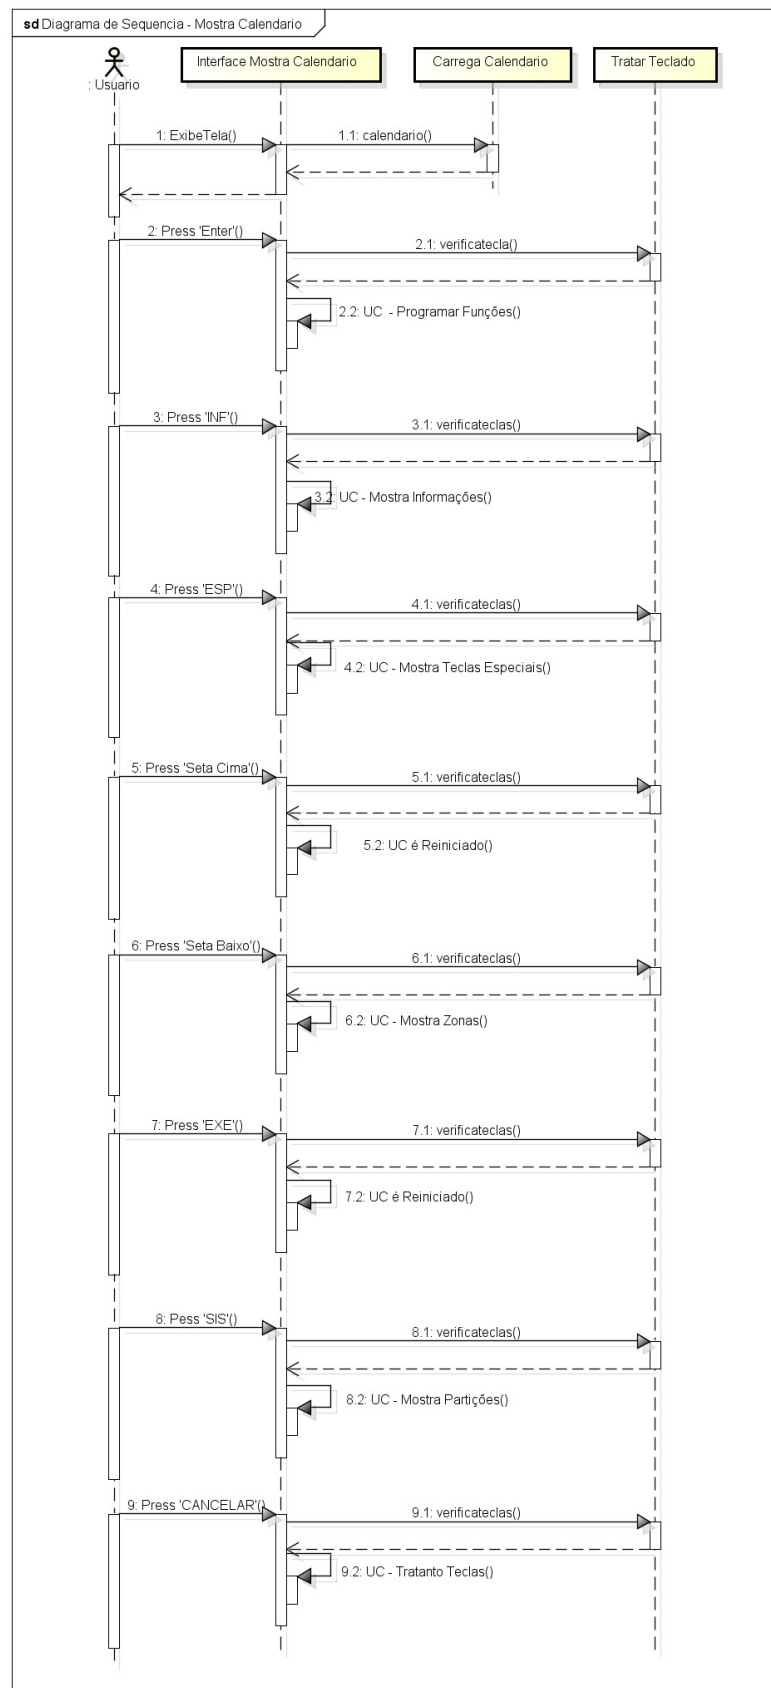 sd Diagrama de Sequencia - Mostra Calendario
: Usuario
Interface Mostra Calendario
Carrega Calendario
Tratar Teclado
1: ExibeTela()
1.1: calendario()
2: Press 'Enter'()
2.1: verificatecla()
2.2: UC - Programar Funções()
3: Press 'INF'()
3.1: verificateclas()
3.2: UC - Mostra Informações()
4: Press 'ESP'()
4.1: verificateclas()
4.2: UC - Mostra Teclas Especiais()
5: Press 'Seta Cima'()
5.1: verificateclas()
5.2: UC é Reiniciado()
6: Press 'Seta Baixo'()
6.1: verificateclas()
6.2: UC - Mostra Zonas()
7: Press 'EXE'()
7.1: verificateclas()
7.2: UC é Reiniciado()
8: Pess 'SIS'()
8.1: verificateclas()
8.2: UC - Mostra Partições()
9: Press 'CANCELAR'()
9.1: verificateclas()
9.2: UC - Tratanto Teclas()